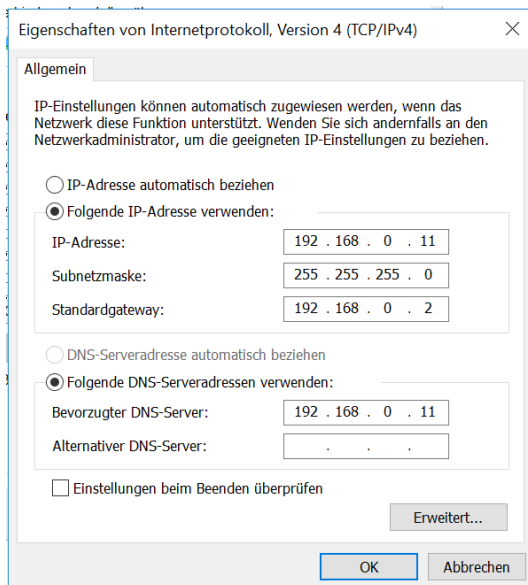 Eigenschaften von Internetprotokoll, Version 4 (TCP/IPv4)
Allgemein
IP-Einstellungen können automatisch zugewiesen werden, wenn das
Netzwerk diese Funktion unterstützt. Wenden Sie sich andernfalls an den
Netzwerkadministrator, um die geeigneten IP-Einstellungen zu beziehen.
IP-Adresse automatisch beziehen
Folgende IP-Adresse verwenden:
IP-Adresse: 192 . 168 . 0 . 11
Subnetzmaske: 255 . 255 . 255 . 0
Standardgateway: 192 . 168 . 0 . 2
DNS-Serveradresse automatisch beziehen
Folgende DNS-Serveradressen verwenden:
Bevorzugter DNS-Server: 192 . 168 . 0 . 11
Alternativer DNS-Server: . . .
Einstellungen beim Beenden überprüfen
Erweitert...
OK Abbrechen